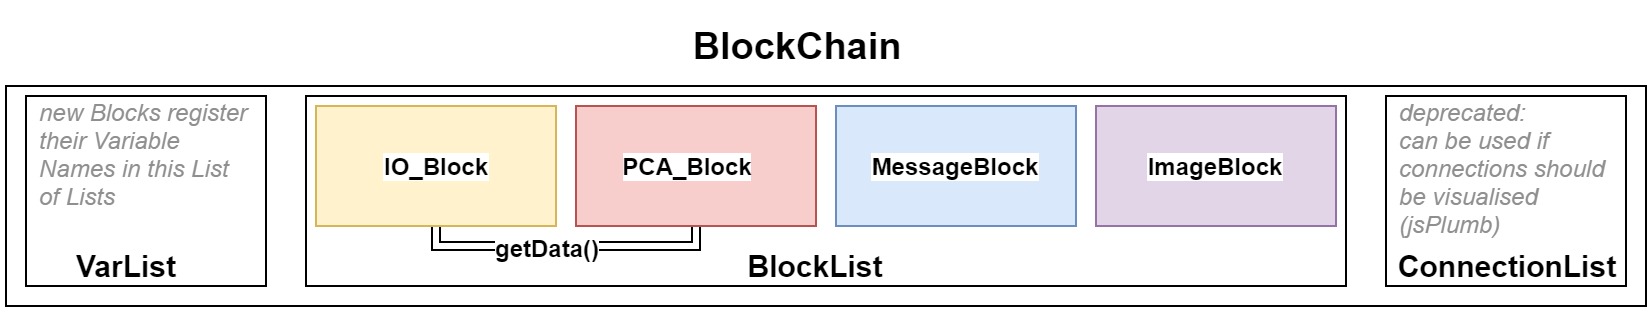 BlockChain
new Blocks register
their Variable
Names in this List
of Lists
VarList
IO_Block
PCA_Block
MessageBlock
ImageBlock
getData()
BlockList
deprecated:
can be used if
connections should
be visualised
(jsPlumb)
ConnectionList